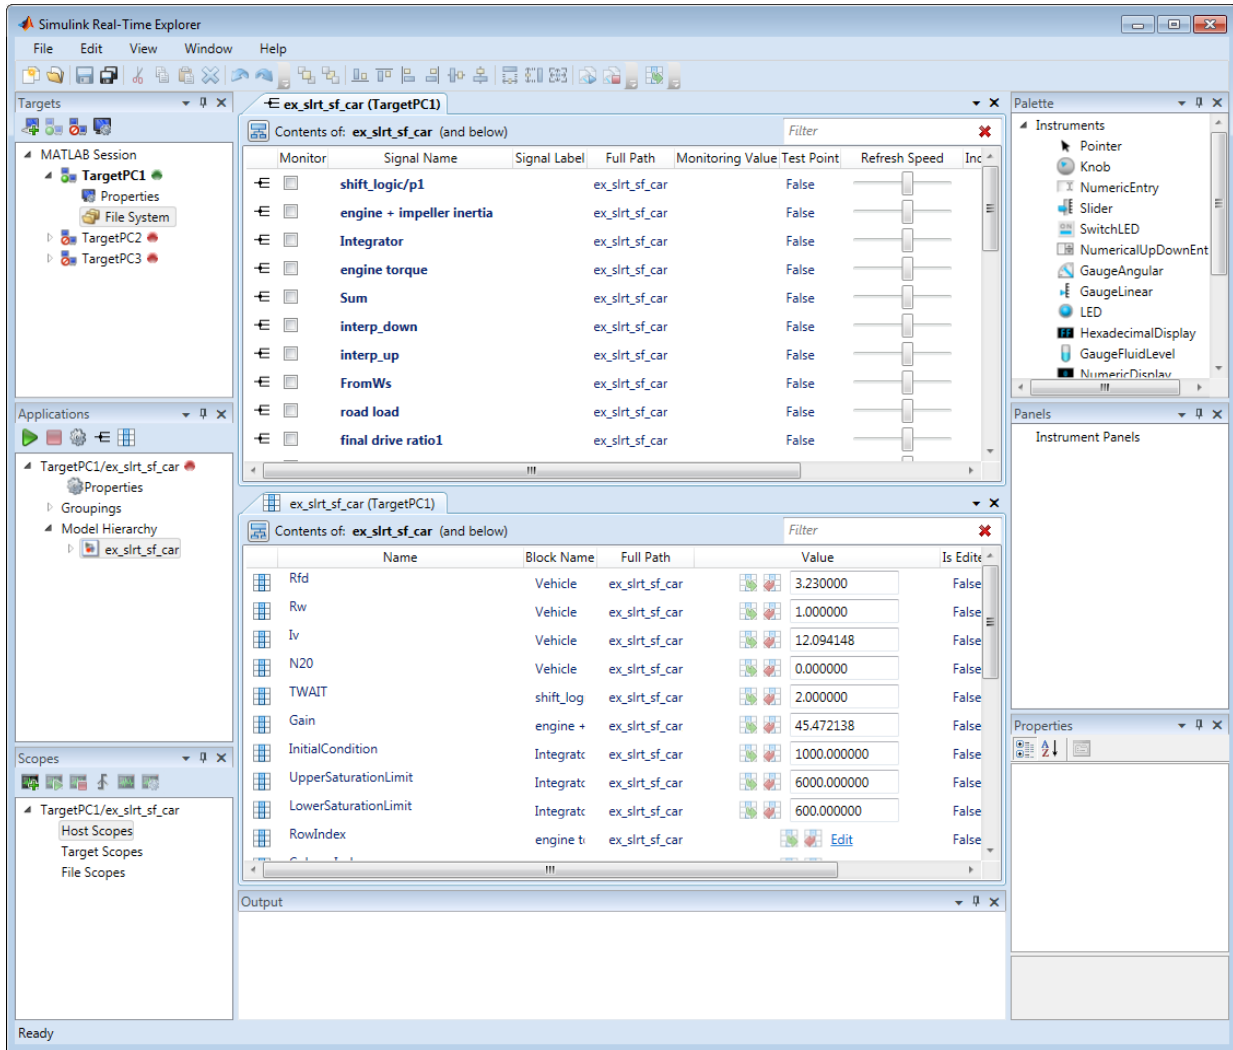 Simulink Real-Time Explorer
File Edit View Window Help
Targets
MATLAB Session
TargetPC1
Properties
File System
TargetPC2
TargetPC3
Applications
TargetPC1/ex_slrt_sf_car
Properties
Groupings
Model Hierarchy
ex_slrt_sf_car
Scopes
TargetPC1/ex_slrt_sf_car
Host Scopes
Target Scopes
File Scopes
ex_slrt_sf_car (TargetPC1)
Contents of: ex_slrt_sf_car (and below) Filter
Monitor Signal Name Signal Label Full Path Monitoring Value Test Point Refresh Speed Inc
shift_logic/p1 ex_slrt_sf_car False
engine + impeller inertia ex_slrt_sf_car False
Integrator ex_slrt_sf_car False
engine torque ex_slrt_sf_car False
Sum ex_slrt_sf_car False
interp_down ex_slrt_sf_car False
interp_up ex_slrt_sf_car False
FromWs ex_slrt_sf_car False
road load ex_slrt_sf_car False
final drive ratio1 ex_slrt_sf_car False
ex_slrt_sf_car (TargetPC1)
Contents of: ex_slrt_sf_car (and below) Filter
Name Block Name Full Path Value Is Edite
Rfd Vehicle ex_slrt_sf_car 3.230000 False
Rw Vehicle ex_slrt_sf_car 1.000000 False
Iv Vehicle ex_slrt_sf_car 12.094148 False
N20 Vehicle ex_slrt_sf_car 0.000000 False
TWAIT shift_log ex_slrt_sf_car 2.000000 False
Gain engine + ex_slrt_sf_car 45.472138 False
InitialCondition Integratc ex_slrt_sf_car 1000.000000 False
UpperSaturationLimit Integratc ex_slrt_sf_car 6000.000000 False
LowerSaturationLimit Integratc ex_slrt_sf_car 600.000000 False
RowIndex engine t ex_slrt_sf_car Edit False
Output
Palette
Instruments
Pointer
Knob
NumericEntry
Slider
SwitchLED
NumericalUpDownEnt
GaugeAngular
GaugeLinear
LED
HexadecimalDisplay
GaugeFluidLevel
NumericDisplay
Panels
Instrument Panels
Properties
Ready